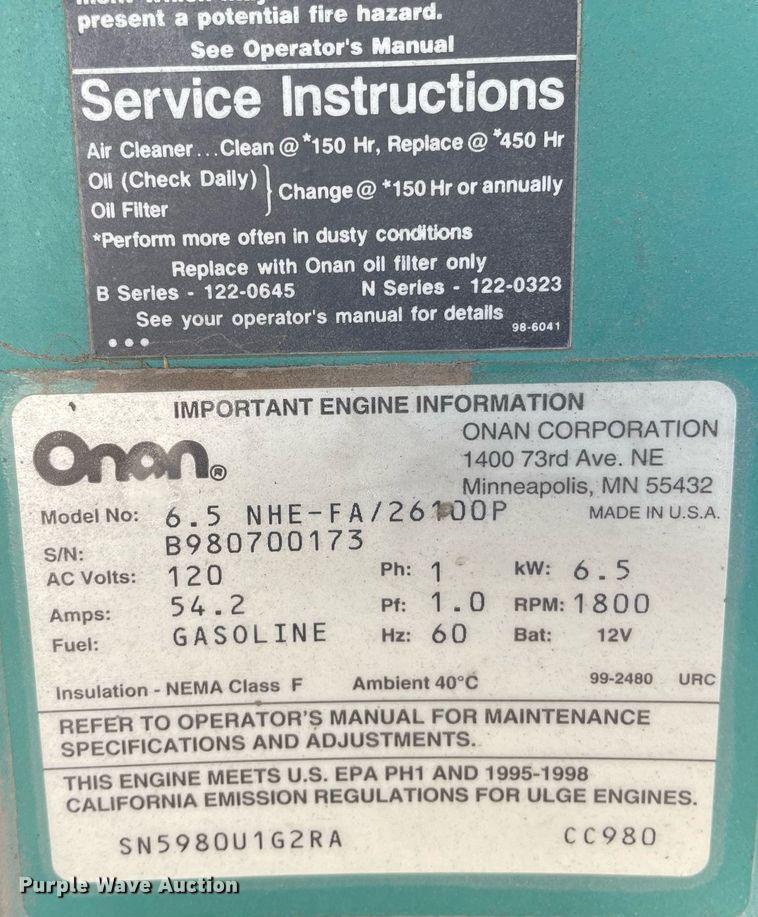 present a potential fire hazard.
See Operator's Manual
Service Instructions
Air Cleaner...Clean @ *150 Hr, Replace @ *450 Hr
Oil (Check Daily)
Oil Filter
} Change @ *150 Hr or annually
*Perform more often in dusty conditions
Replace with Onan oil filter only
B Series - 122-0645 N Series - 122-0323
See your operator's manual for details
98-6041
IMPORTANT ENGINE INFORMATION
Onan®
ONAN CORPORATION
1400 73rd Ave. NE
Minneapolis, MN 55432
MADE IN U.S.A.
Model No: 6.5 NHE-FA/26100P
S/N: B980700173
AC Volts: 120 Ph: 1 kW: 6.5
Amps: 54.2 Pf: 1.0 RPM: 1800
Fuel: GASOLINE Hz: 60 Bat: 12V
Insulation - NEMA Class F Ambient 40°C 99-2480 URC
REFER TO OPERATOR'S MANUAL FOR MAINTENANCE
SPECIFICATIONS AND ADJUSTMENTS.
THIS ENGINE MEETS U.S. EPA PH1 AND 1995-1998
CALIFORNIA EMISSION REGULATIONS FOR ULGE ENGINES.
SN5980U1G2RA CC980
Purple Wave Auction